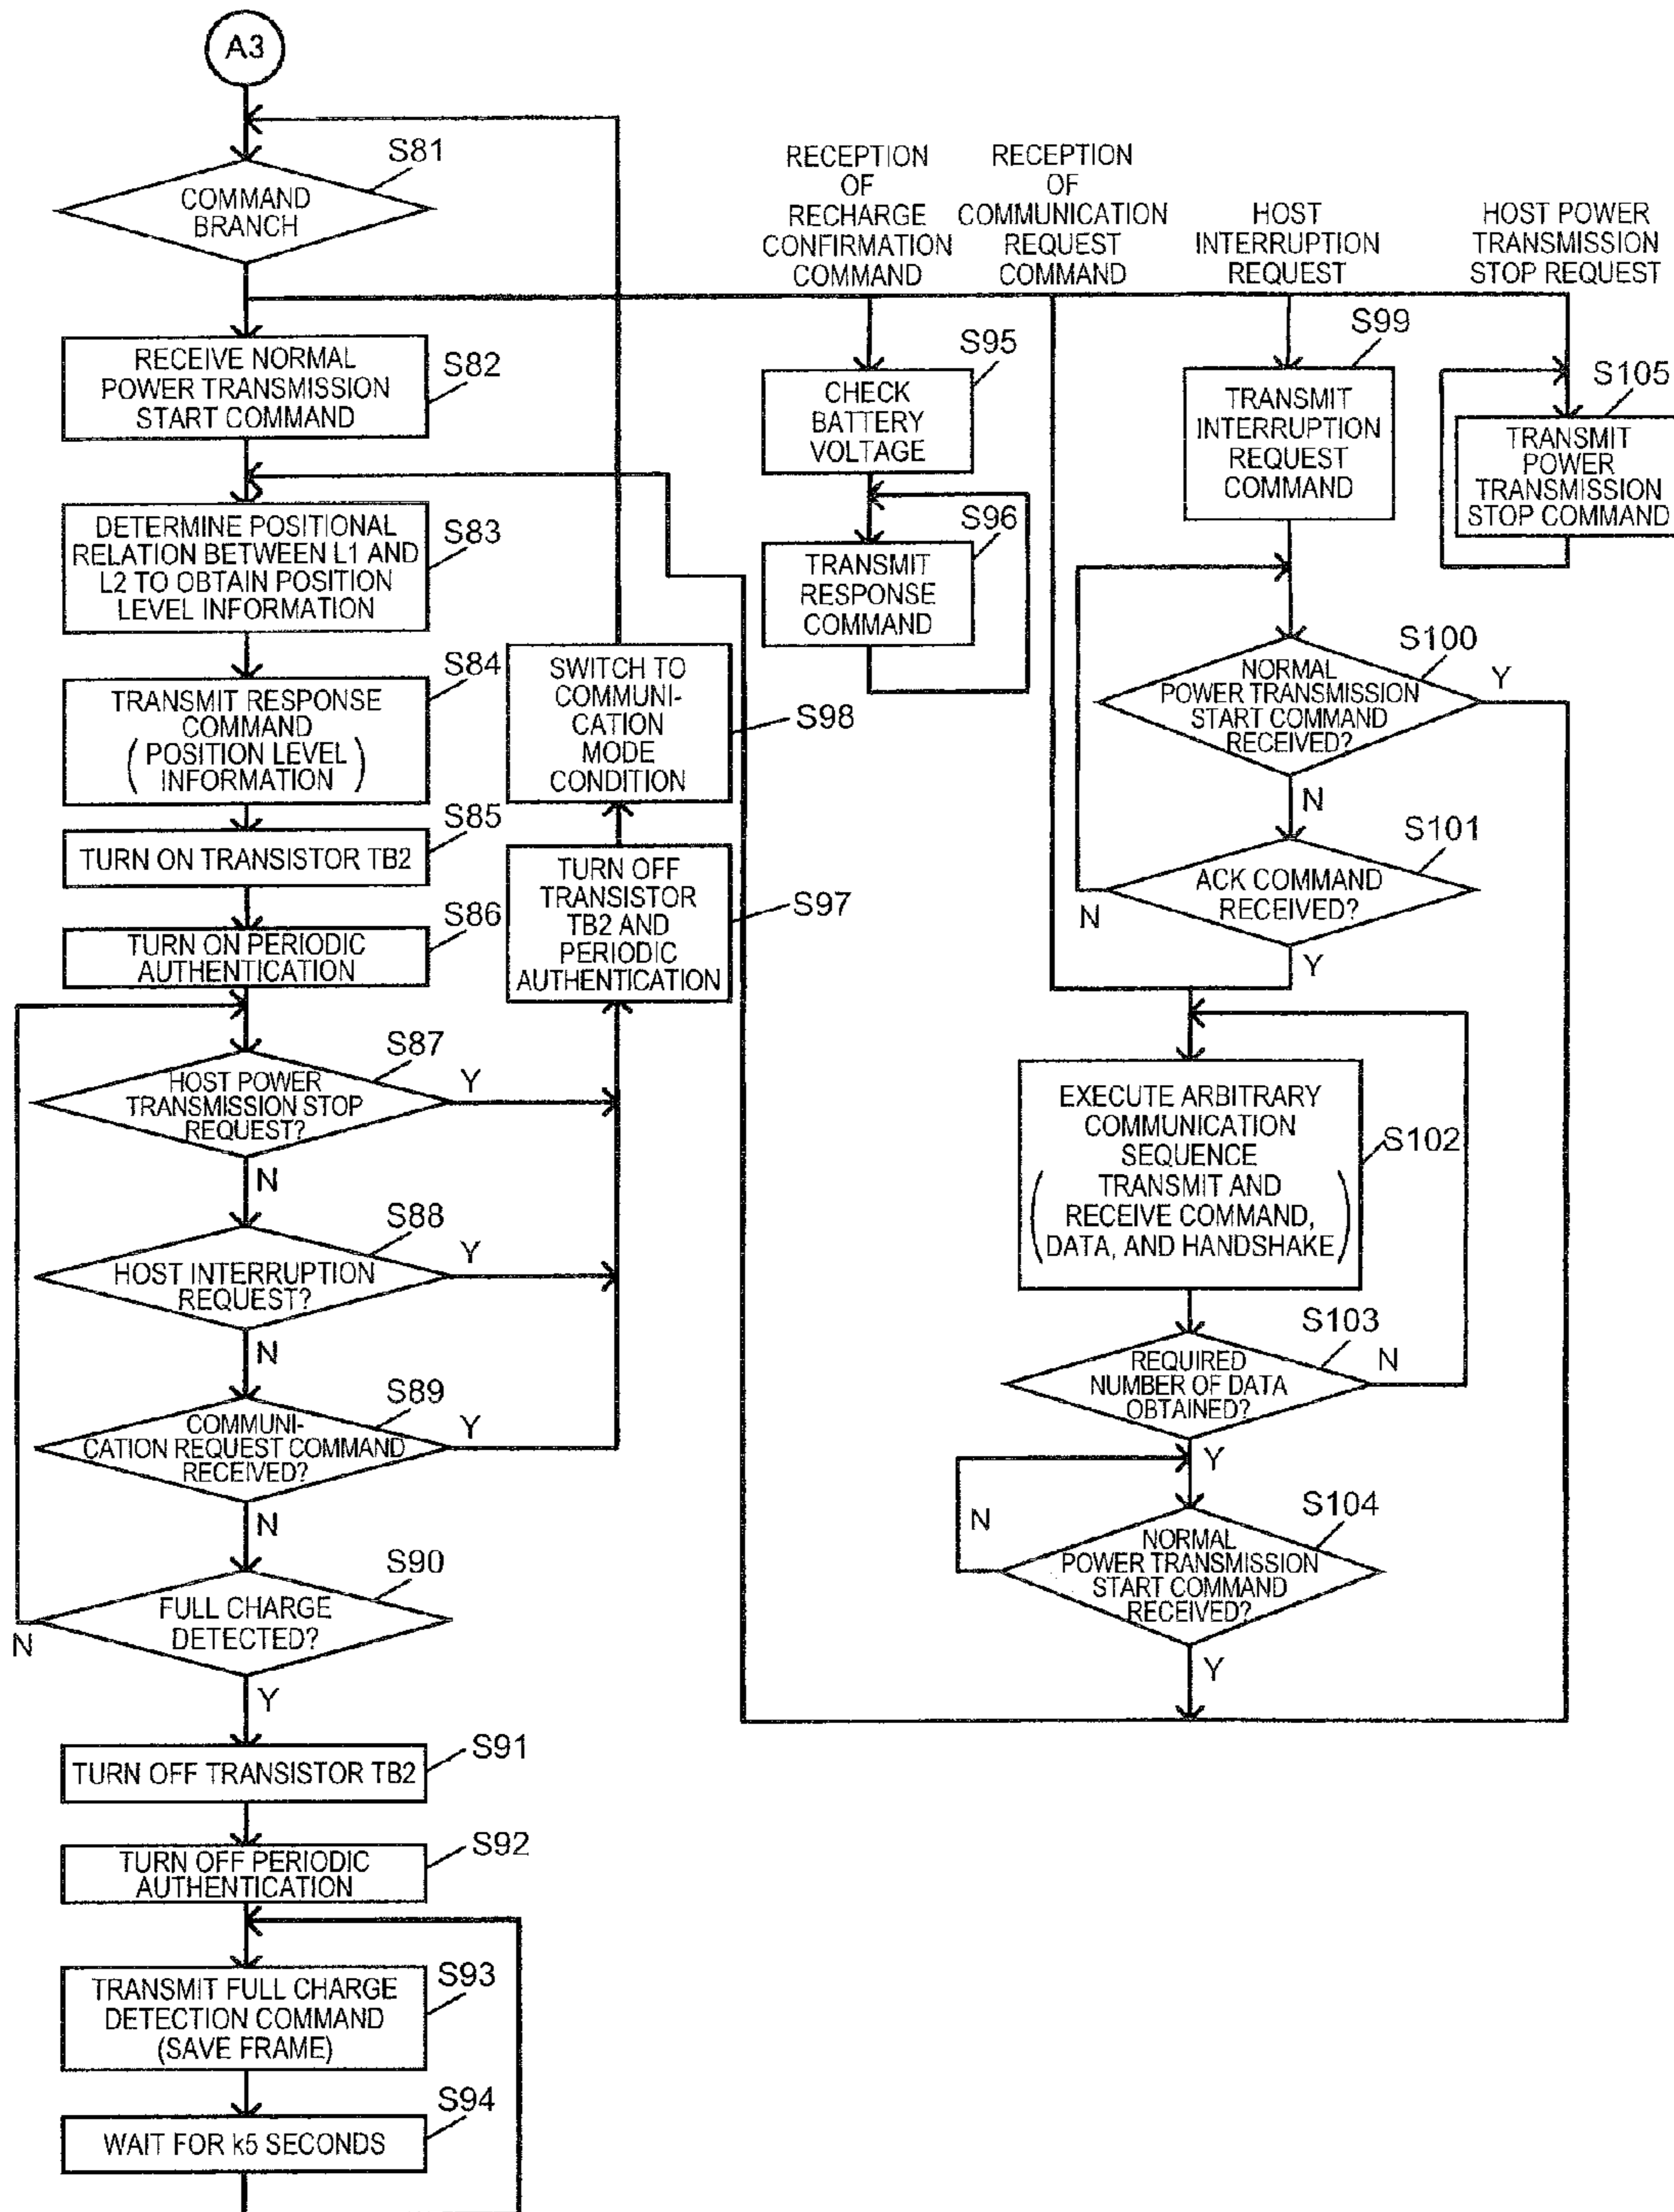 A3
S81
COMMAND
BRANCH
S82
RECEIVE NORMAL
POWER TRANSMISSION
START COMMAND
S83
DETERMINE POSITIONAL
RELATION BETWEEN L1 AND
L2 TO OBTAIN POSITION
LEVEL INFORMATION
S84
TRANSMIT RESPONSE
COMMAND
(POSITION LEVEL
INFORMATION)
S85
TURN ON TRANSISTOR TB2
S86
TURN ON PERIODIC
AUTHENTICATION
S87
HOST POWER
TRANSMISSION STOP
REQUEST?
Y
N
S88
HOST INTERRUPTION
REQUEST?
Y
N
S89
COMMUNI-
CATION REQUEST COMMAND
RECEIVED?
Y
N
S90
FULL CHARGE
DETECTED?
N
Y
S91
TURN OFF TRANSISTOR TB2
S92
TURN OFF PERIODIC
AUTHENTICATION
S93
TRANSMIT FULL CHARGE
DETECTION COMMAND
(SAVE FRAME)
S94
WAIT FOR k5 SECONDS
SWITCH TO
COMMUNI-
CATION
MODE
CONDITION
S98
TURN OFF
TRANSISTOR
TB2 AND
PERIODIC
AUTHENTICATION
S97
RECEPTION
OF
RECHARGE
CONFIRMATION
COMMAND
S95
CHECK
BATTERY
VOLTAGE
S96
TRANSMIT
RESPONSE
COMMAND
RECEPTION
OF
COMMUNICATION
REQUEST
COMMAND
HOST
INTERRUPTION
REQUEST
S99
TRANSMIT
INTERRUPTION
REQUEST
COMMAND
S100
NORMAL
POWER TRANSMISSION
START COMMAND
RECEIVED?
Y
N
S101
ACK COMMAND
RECEIVED?
N
Y
EXECUTE ARBITRARY
COMMUNICATION
SEQUENCE
(TRANSMIT AND
RECEIVE COMMAND,
DATA, AND HANDSHAKE)
S102
S103
REQUIRED
NUMBER OF DATA
OBTAINED?
N
Y
S104
NORMAL
POWER TRANSMISSION
START COMMAND
RECEIVED?
N
Y
HOST POWER
TRANSMISSION
STOP REQUEST
S105
TRANSMIT
POWER
TRANSMISSION
STOP COMMAND